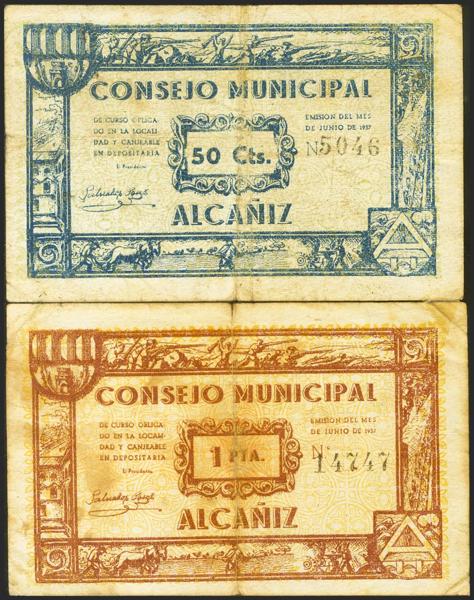 CONSEJO MUNICIPAL
DE CURSO OBLIGA-
DO EN LA LOCALI-
DAD Y CANJEABLE
EN DEPOSITARIA
El Presidente,
50 Cts.
EMISION DEL MES
DE JUNIO DE 1937
N 5046
ALCAÑIZ
CONSEJO MUNICIPAL
DE CURSO OBLIGA-
DO EN LA LOCALI-
DAD Y CANJEABLE
EN DEPOSITARIA
El Presidente,
1 PTA.
EMISION DEL MES
DE JUNIO DE 1937
N 14747
ALCAÑIZ